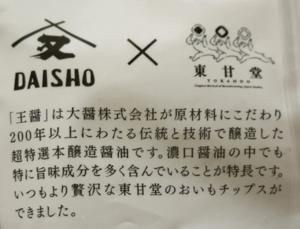 DAISHO
×
東甘堂
TOKANDO
「王醤」は大醤株式会社が原材料にこだわり
200年以上にわたる伝統と技術で醸造した
超特選本醸造醤油です。濃口醤油の中でも
特に旨味成分を多く含んでいることが特長です。
いつもより贅沢な東甘堂のおいもチップスが
できました。